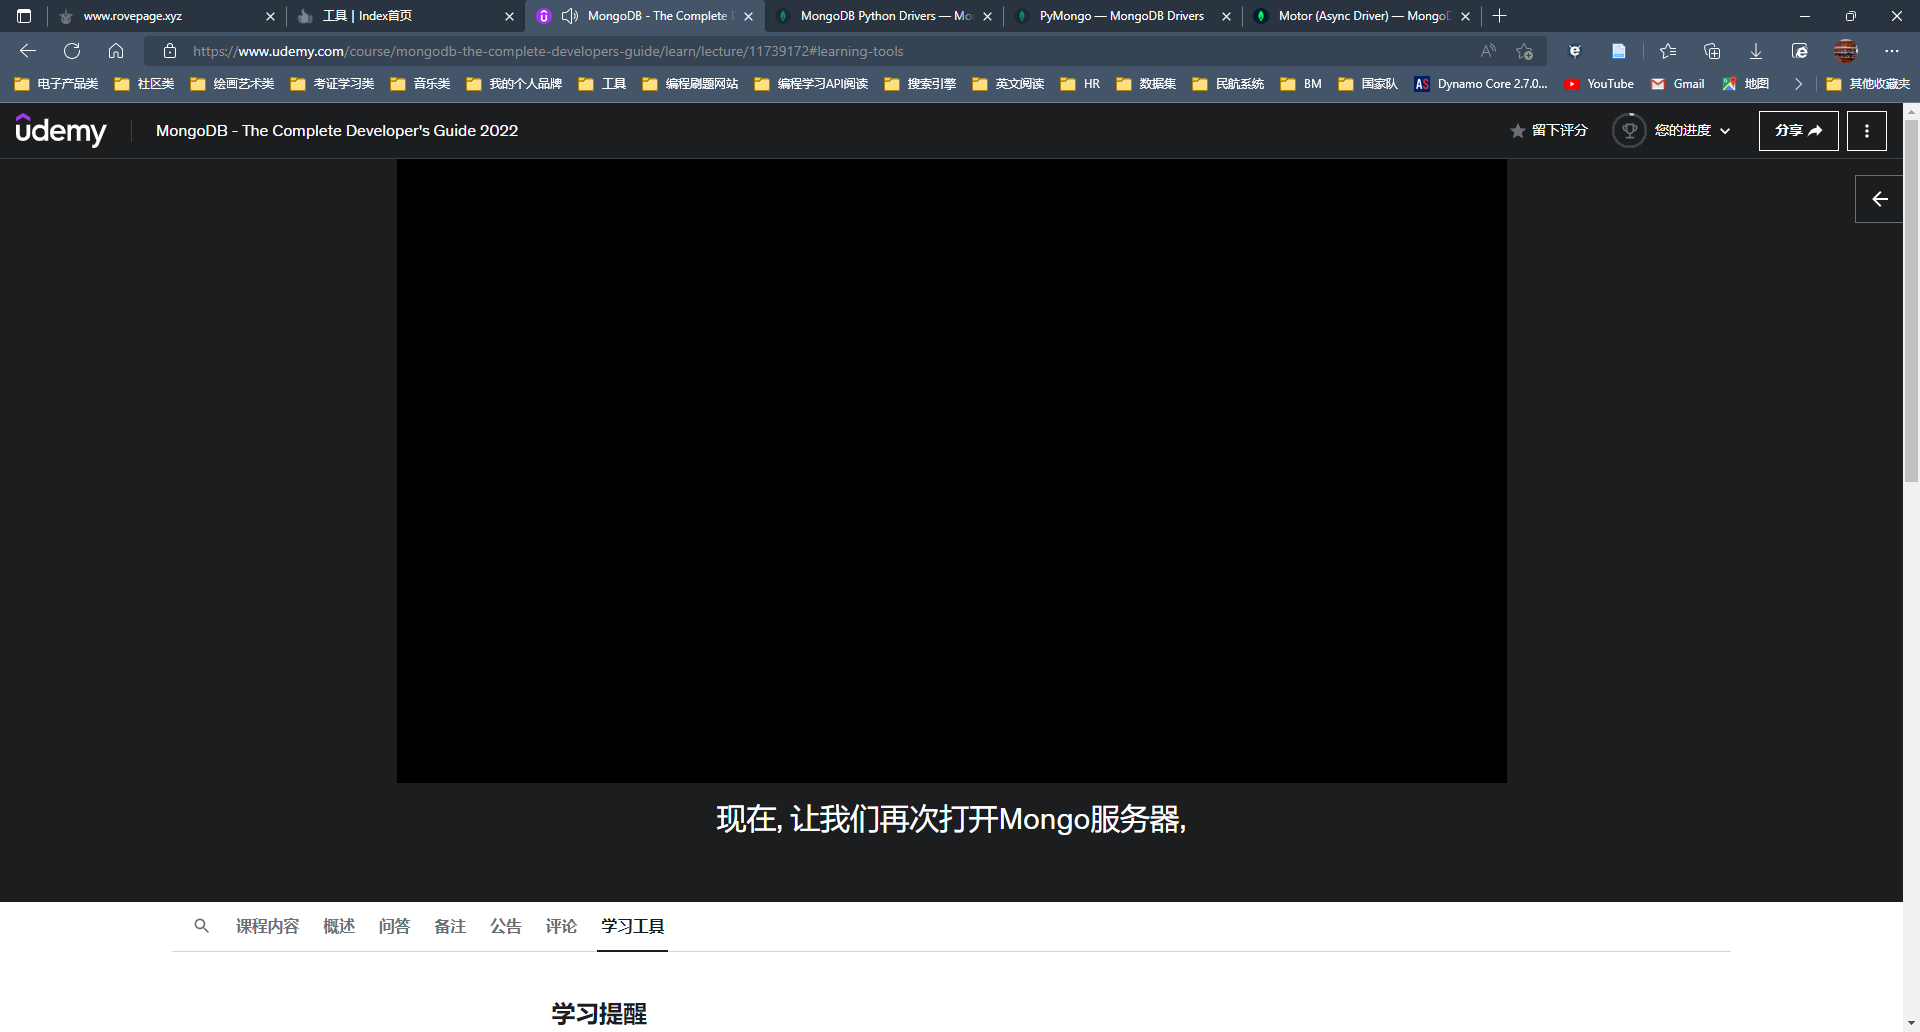 www.rovepage.xyz
工具 | Index首页
MongoDB - The Complete
MongoDB Python Drivers — Mo
PyMongo — MongoDB Drivers
Motor (Async Driver) — MongoD
https://www.udemy.com/course/mongodb-the-complete-developers-guide/learn/lecture/11739172#learning-tools
电子产品类 社区类 绘画艺术类 考证学习类 音乐类 我的个人品牌 工具 编程刷题网站 编程学习API阅读 搜索引擎 英文阅读 HR 数据集 民航系统 BM 国家队 AS Dynamo Core 2.7.0... YouTube Gmail 地图 其他收藏夹
udemy MongoDB - The Complete Developer's Guide 2022 留下评分 您的进度 分享
现在, 让我们再次打开Mongo服务器,
课程内容 概述 问答 备注 公告 评论 学习工具
学习提醒